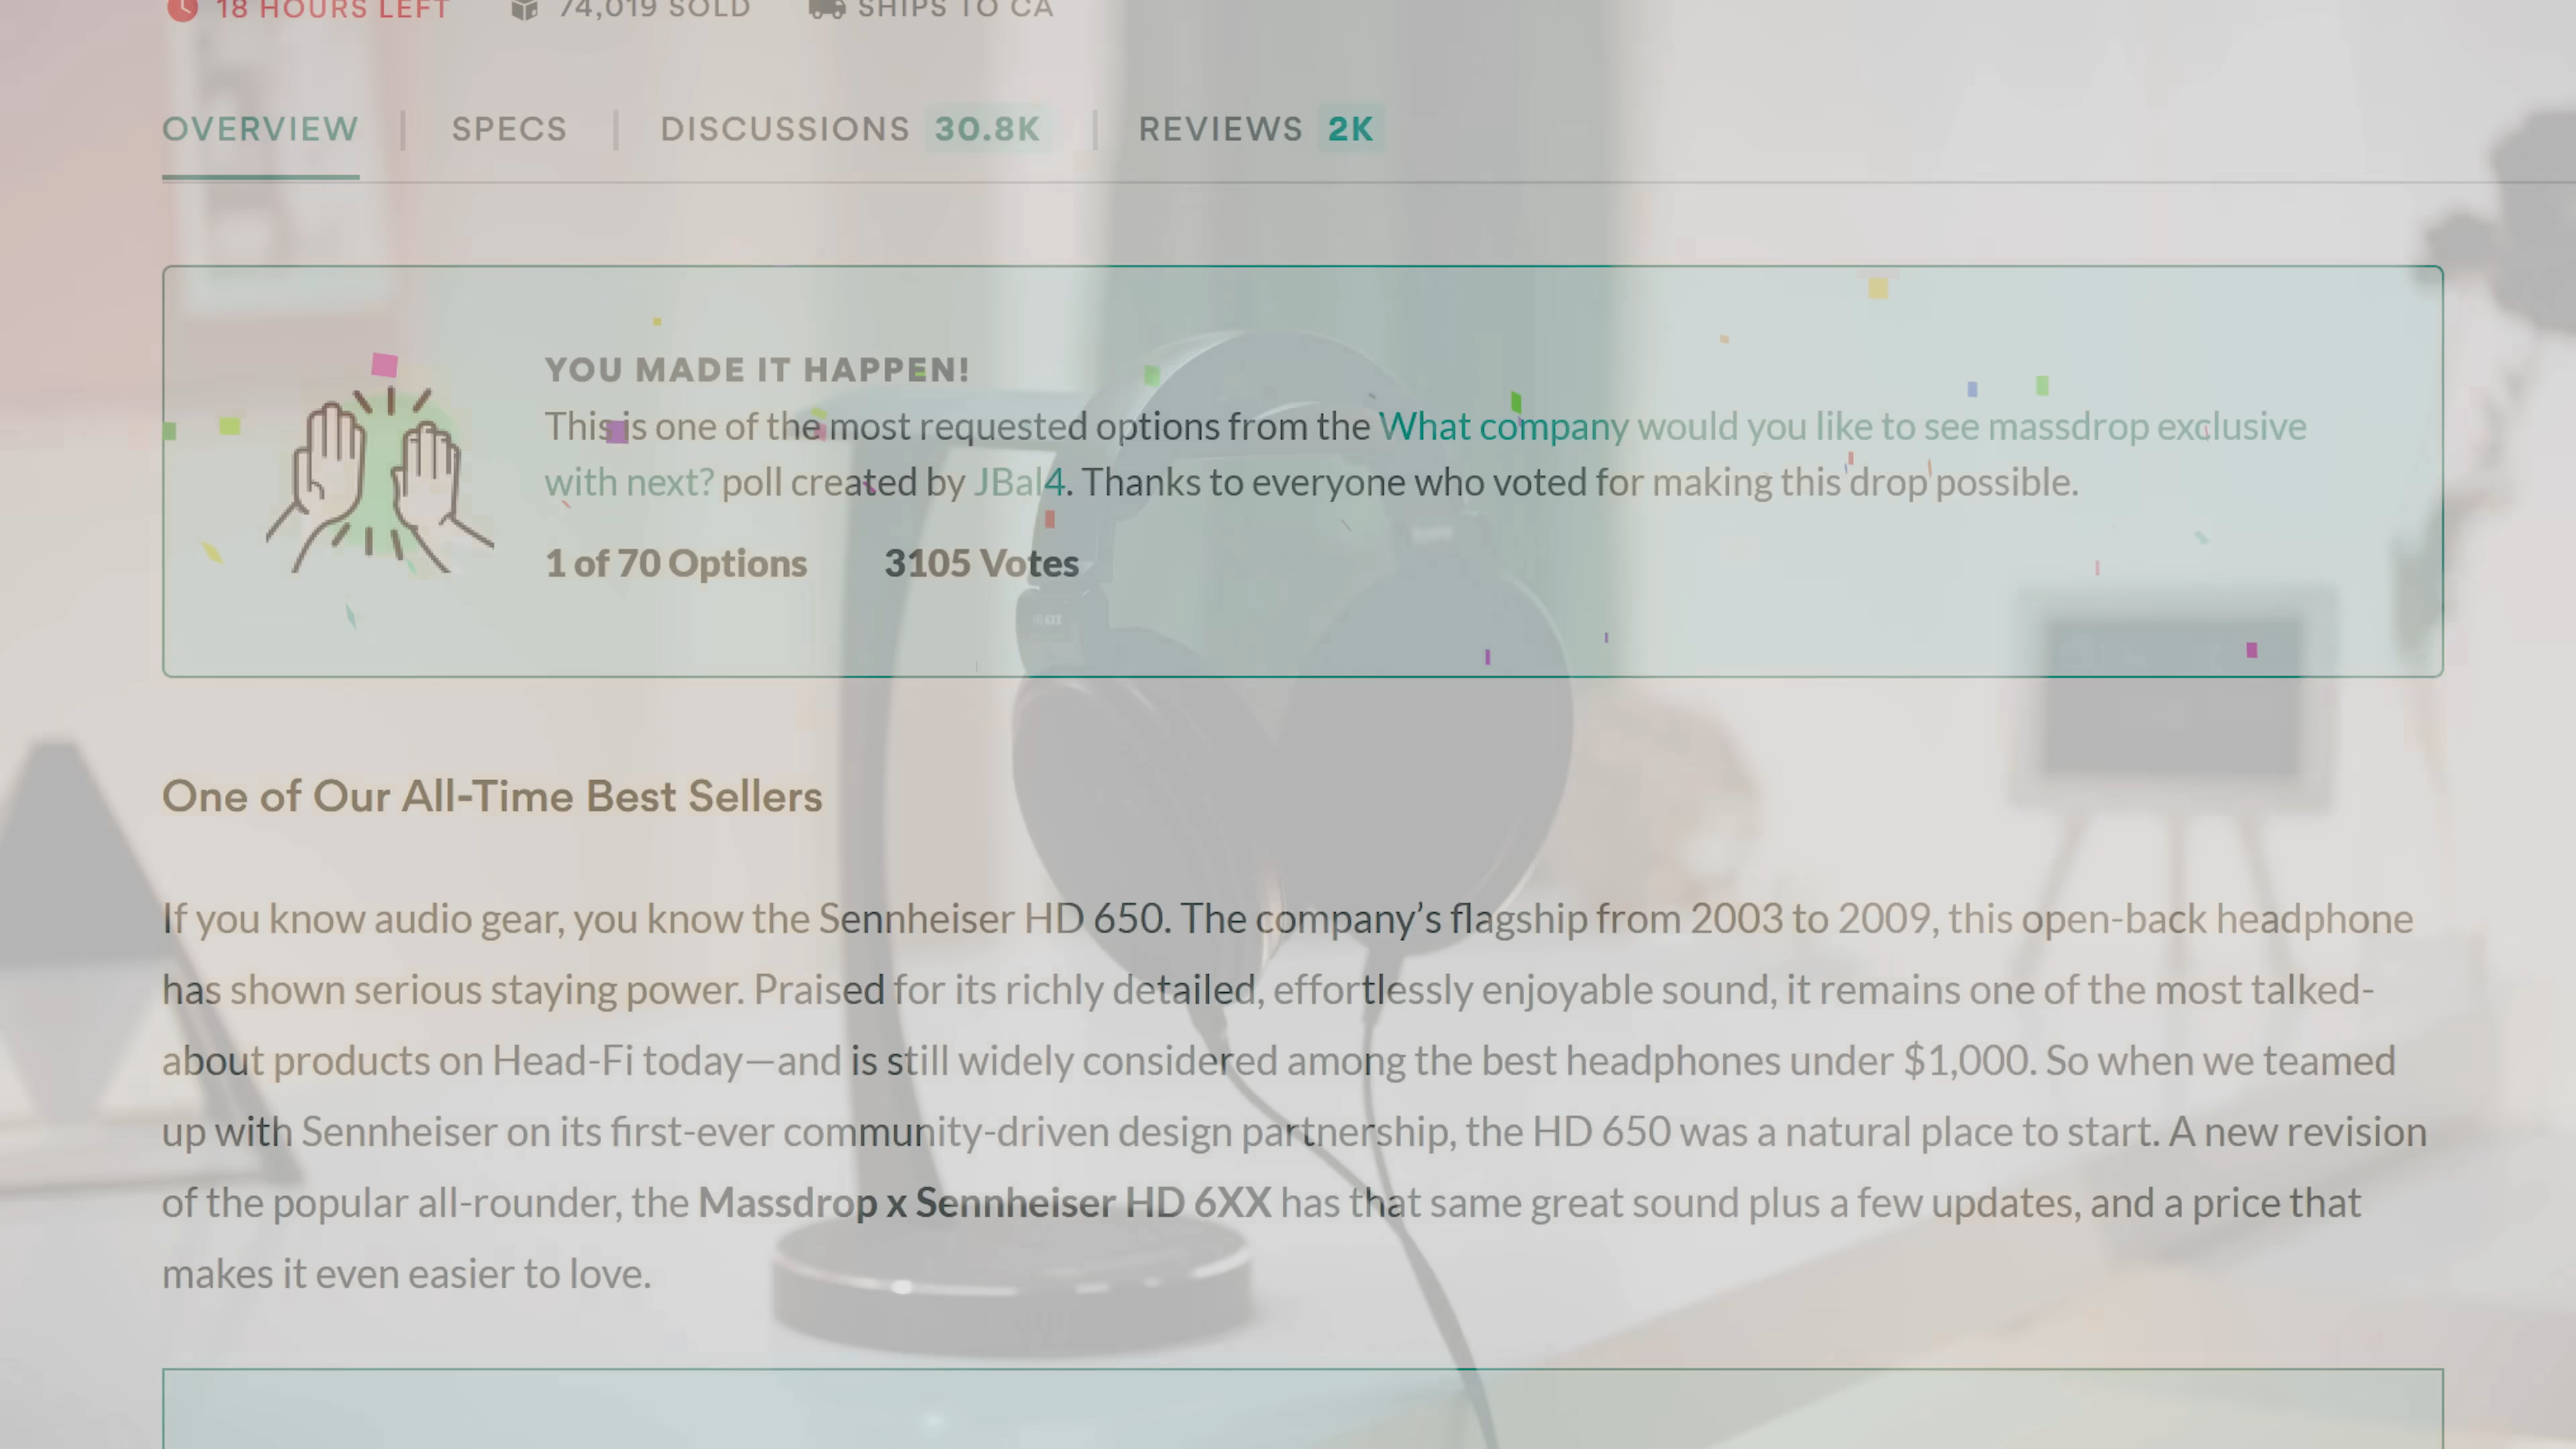 18 HOURS LEFT 74,019 SOLD SHIPS TO CA
OVERVIEW | SPECS | DISCUSSIONS 30.8K | REVIEWS 2K
YOU MADE IT HAPPEN!
This is one of the most requested options from the What company would you like to see massdrop exclusive
with next? poll created by JBal4. Thanks to everyone who voted for making this drop possible.
1 of 70 Options 3105 Votes
HD 6XX
One of Our All-Time Best Sellers
If you know audio gear, you know the Sennheiser HD 650. The company’s flagship from 2003 to 2009, this open-back headphone
has shown serious staying power. Praised for its richly detailed, effortlessly enjoyable sound, it remains one of the most talked-
about products on Head-Fi today—and is still widely considered among the best headphones under $1,000. So when we teamed
up with Sennheiser on its first-ever community-driven design partnership, the HD 650 was a natural place to start. A new revision
of the popular all-rounder, the Massdrop x Sennheiser HD 6XX has that same great sound plus a few updates, and a price that
makes it even easier to love.